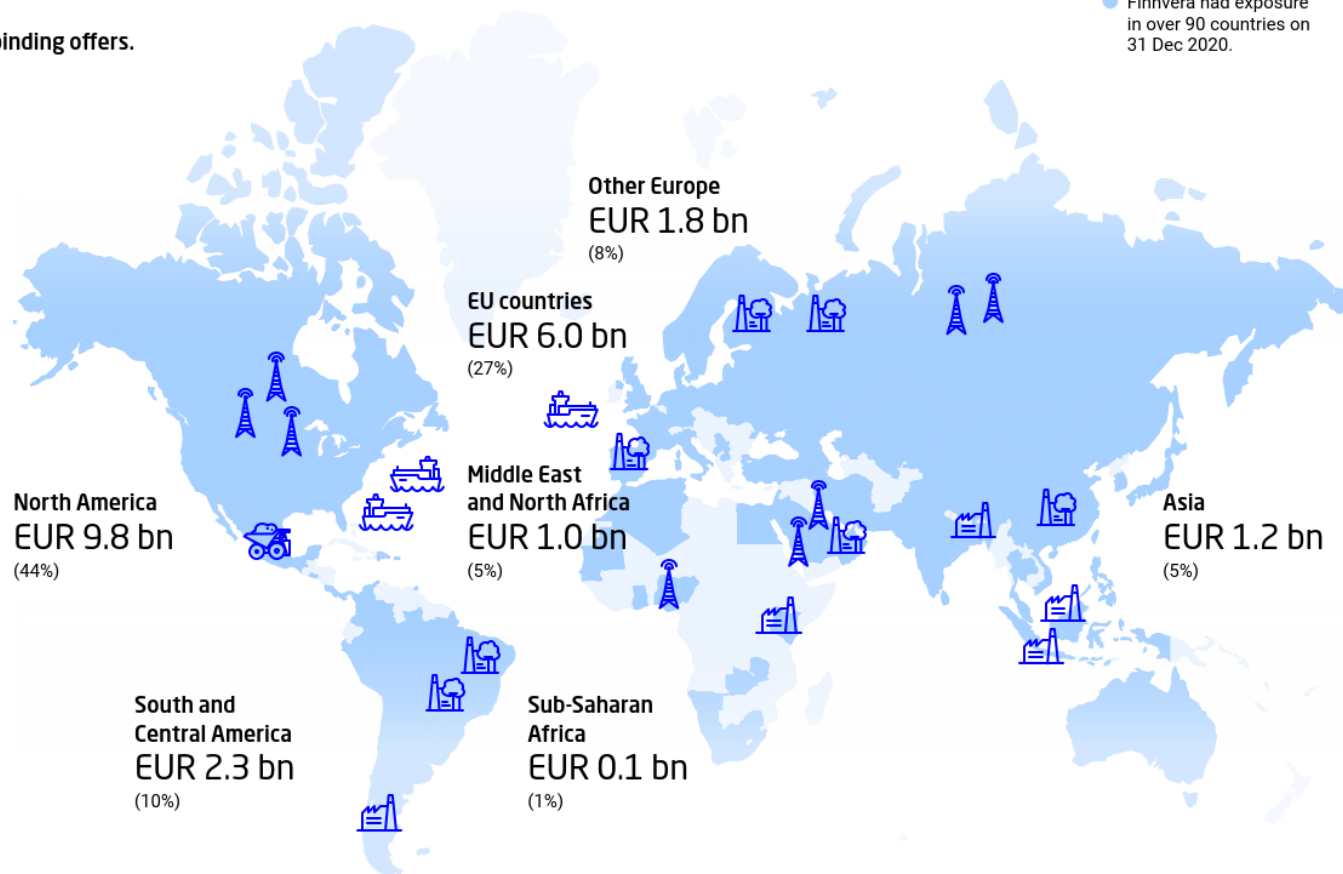 binding offers.
Finnvera had exposure
in over 90 countries on
31 Dec 2020.
Other Europe
EUR 1.8 bn
(8%)
EU countries
EUR 6.0 bn
(27%)
North America
EUR 9.8 bn
(44%)
Middle East
and North Africa
EUR 1.0 bn
(5%)
Asia
EUR 1.2 bn
(5%)
South and
Central America
EUR 2.3 bn
(10%)
Sub-Saharan
Africa
EUR 0.1 bn
(1%)